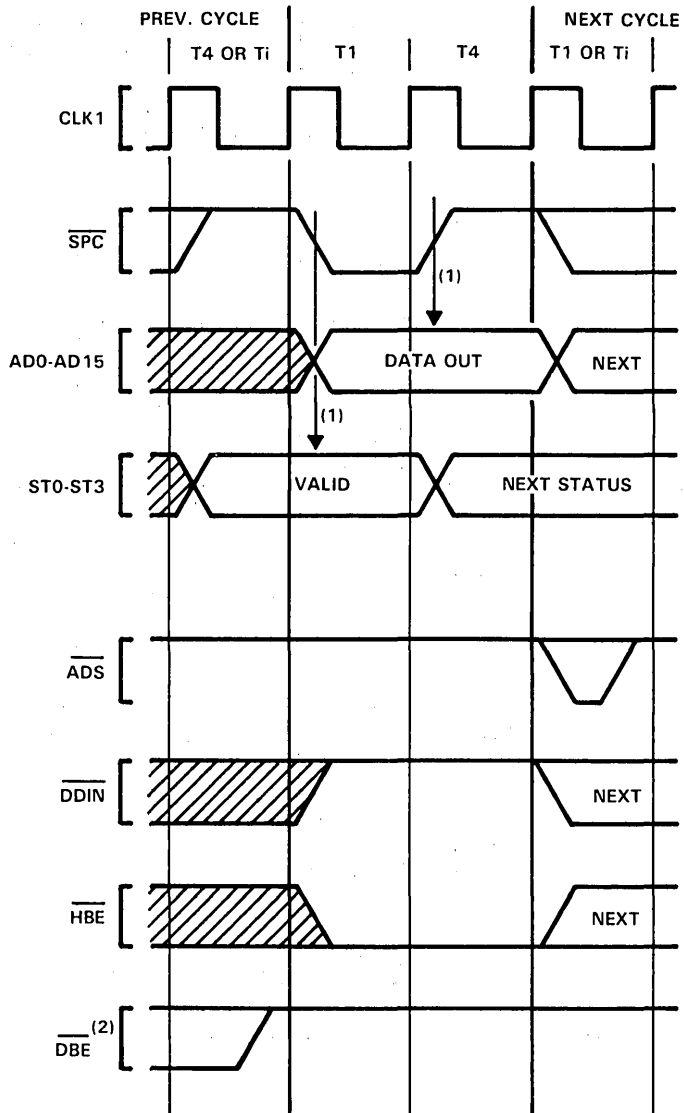 PREV. CYCLE NEXT CYCLE
T4 OR Ti T1 T4 T1 OR Ti
CLK1
SPC
(1)
AD0-AD15 DATA OUT NEXT
(1)
ST0-ST3 VALID NEXT STATUS
ADS
DDIN NEXT
HBE NEXT
DBE (2)